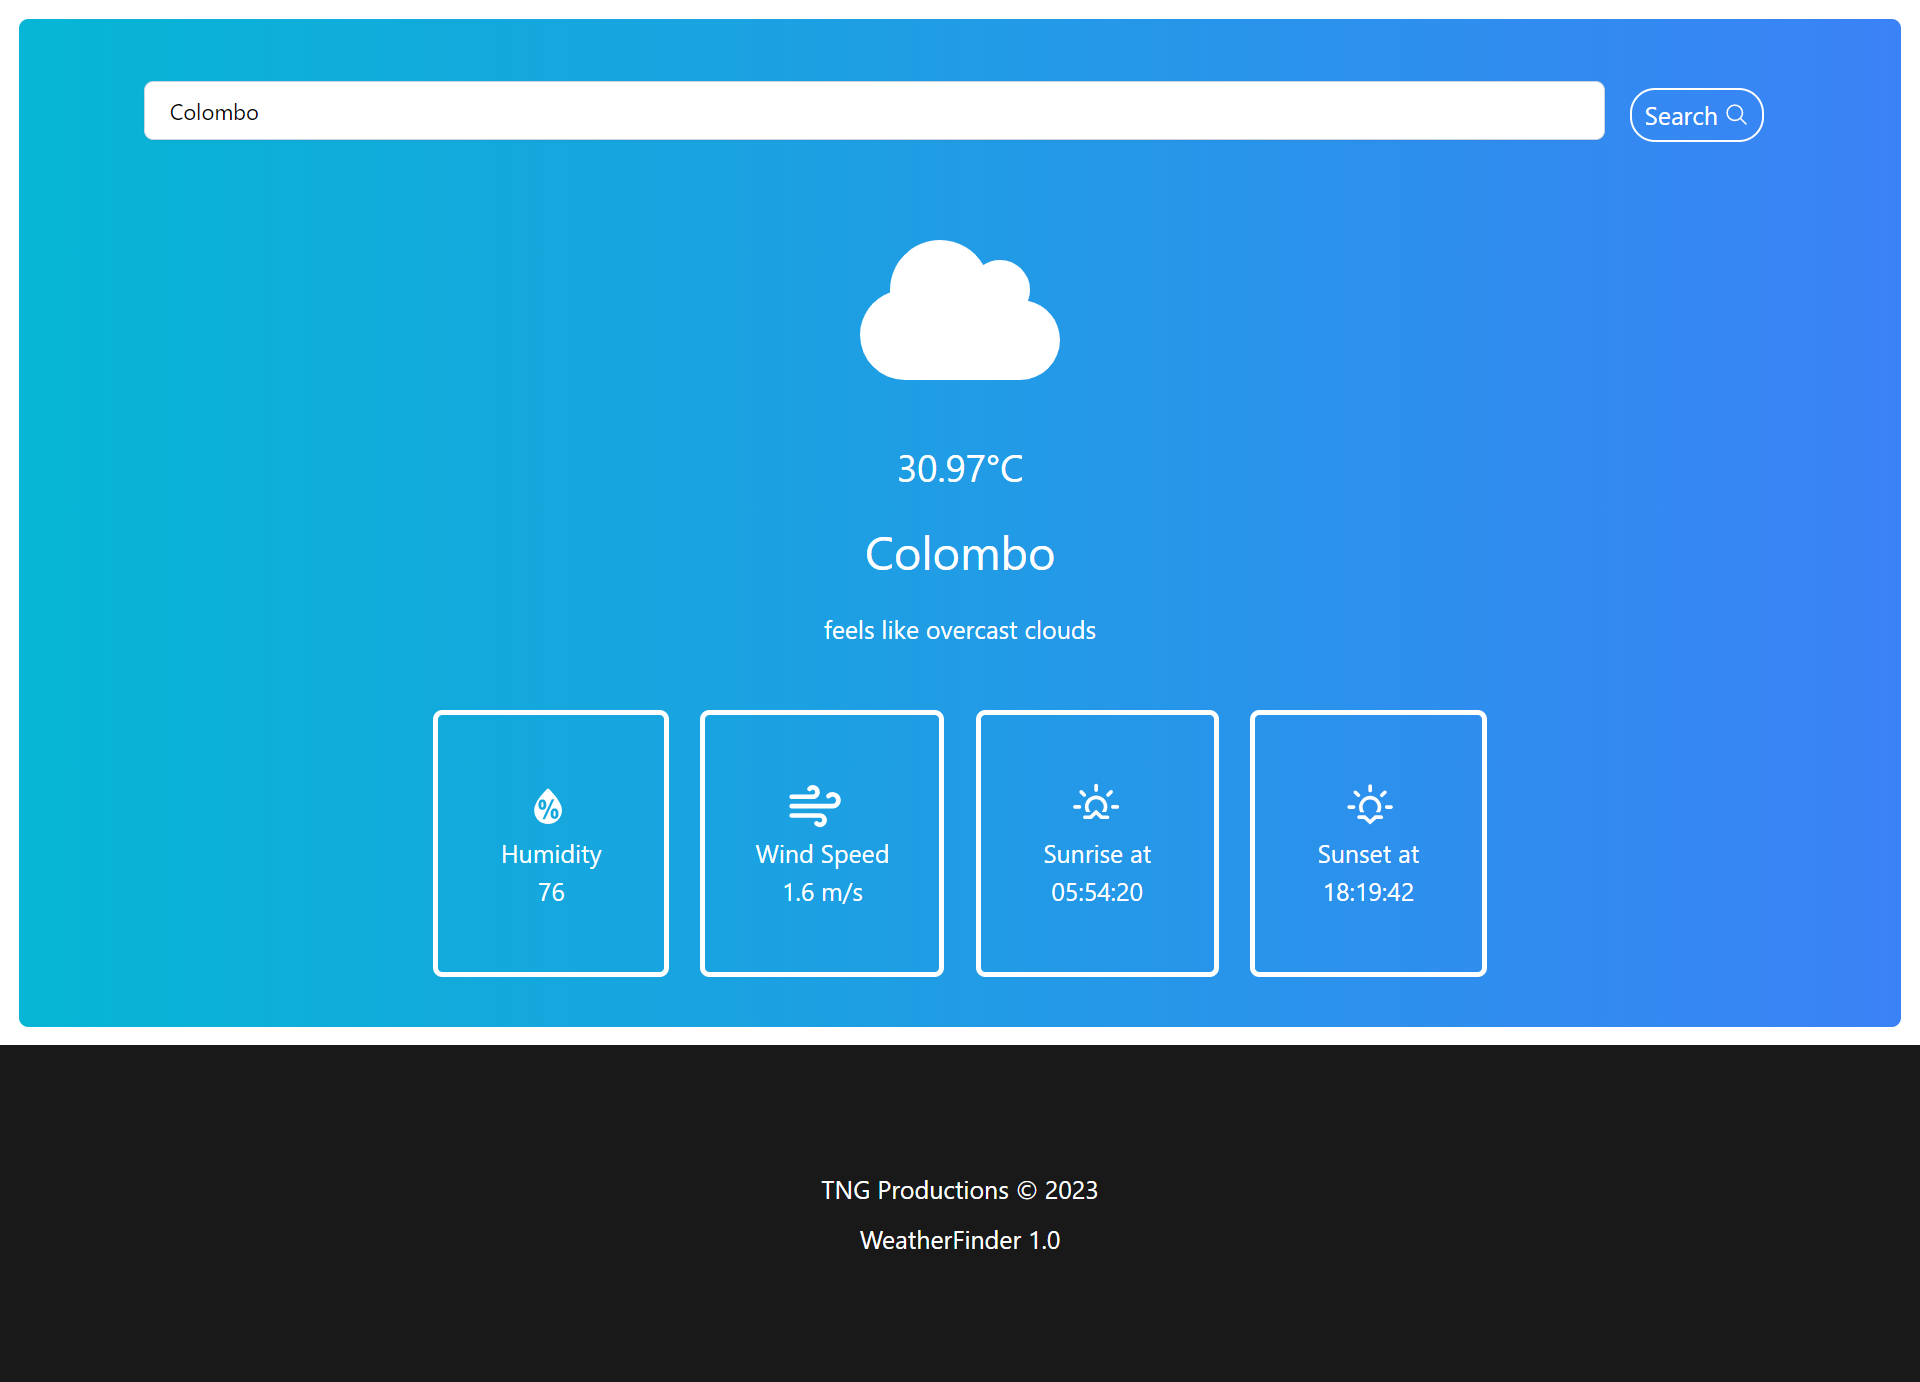 Colombo
Search
30.97°C
Colombo
feels like overcast clouds
%
Humidity
76
Wind Speed
1.6 m/s
Sunrise at
05:54:20
Sunset at
18:19:42
TNG Productions © 2023
WeatherFinder 1.0